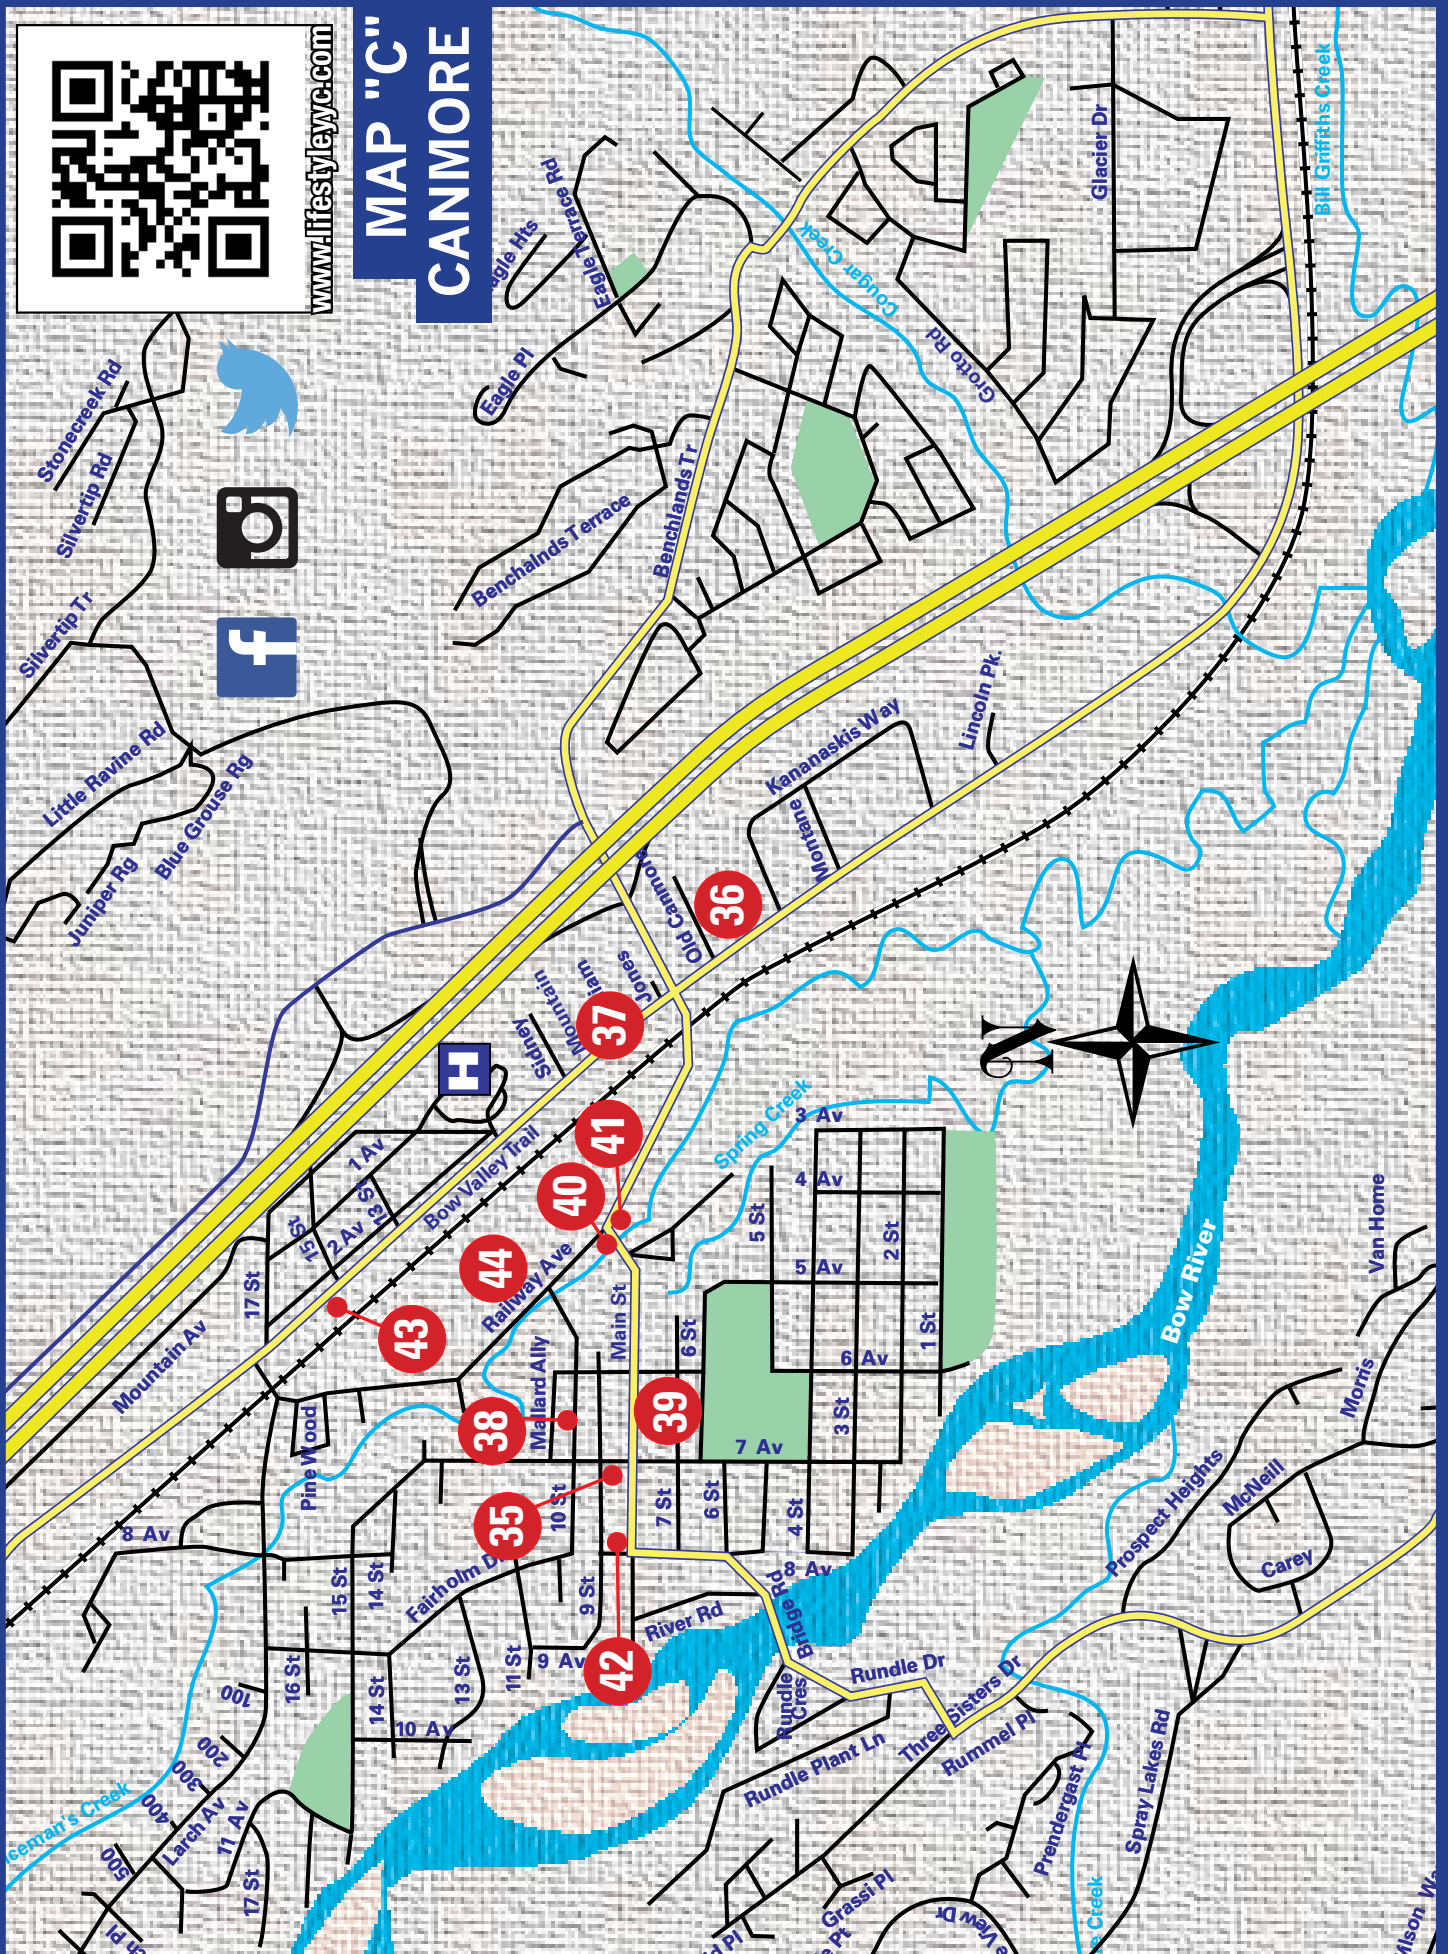 MAP "C"
CANMORE
www.lifestyleyyc.com
f
Stonecreek Rd
Silvertip Rd
Silvertip Tr
Little Ravine Rd
Blue Grouse Rg
Juniper Rg
Eagle Terrace Rd
Eagle Pl
Benchalnds Terrace
Benchlands Tr
Cougar Creek
Grotto Rd
Glacier Dr
Bill Griffiths Creek
Lincoln Pk.
Kananaskis Way
Montane
Old Canmore
Jones
Mountain
Sidney
H
36
37
41
40
44
43
38
39
35
42
N
Mountain Av
17 St
15 St
1 Av
13 St
2 Av
Bow Valley Trail
Railway Ave
Spring Creek
3 Av
4 Av
5 St
5 Av
2 St
1 St
6 Av
3 St
7 Av
Main St
6 St
Mallard Ally
Pine Wood
8 Av
10 St
7 St
6 St
4 St
8 Av
15 St
14 St
Fairholm D
9 St
River Rd
Bridge Rd
16 St
14 St
13 St
11 St
9 Av
10 Av
100
200
300
400
500
Larch Av
11 Av
17 St
Bow River
Van Horne
Morris
McNeill
Carey
Prospect Heights
Rundle Dr
Rundle
Cres
Three Sisters Dr
Rummel Pl
Rundle Plant Ln
Prendergast Pl
Spray Lakes Rd
Grassi Pl
View Dr
Creek